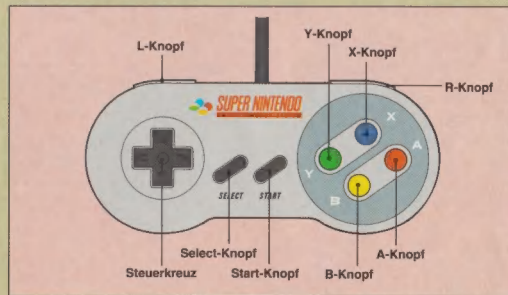 Y-Knopf
L-Knopf
X-Knopf
R-Knopf
SUPER NINTENDO
X
A
Y
B
SELECT
START
Select-Knopf
A-Knopf
Steuerkreuz
Start-Knopf
B-Knopf